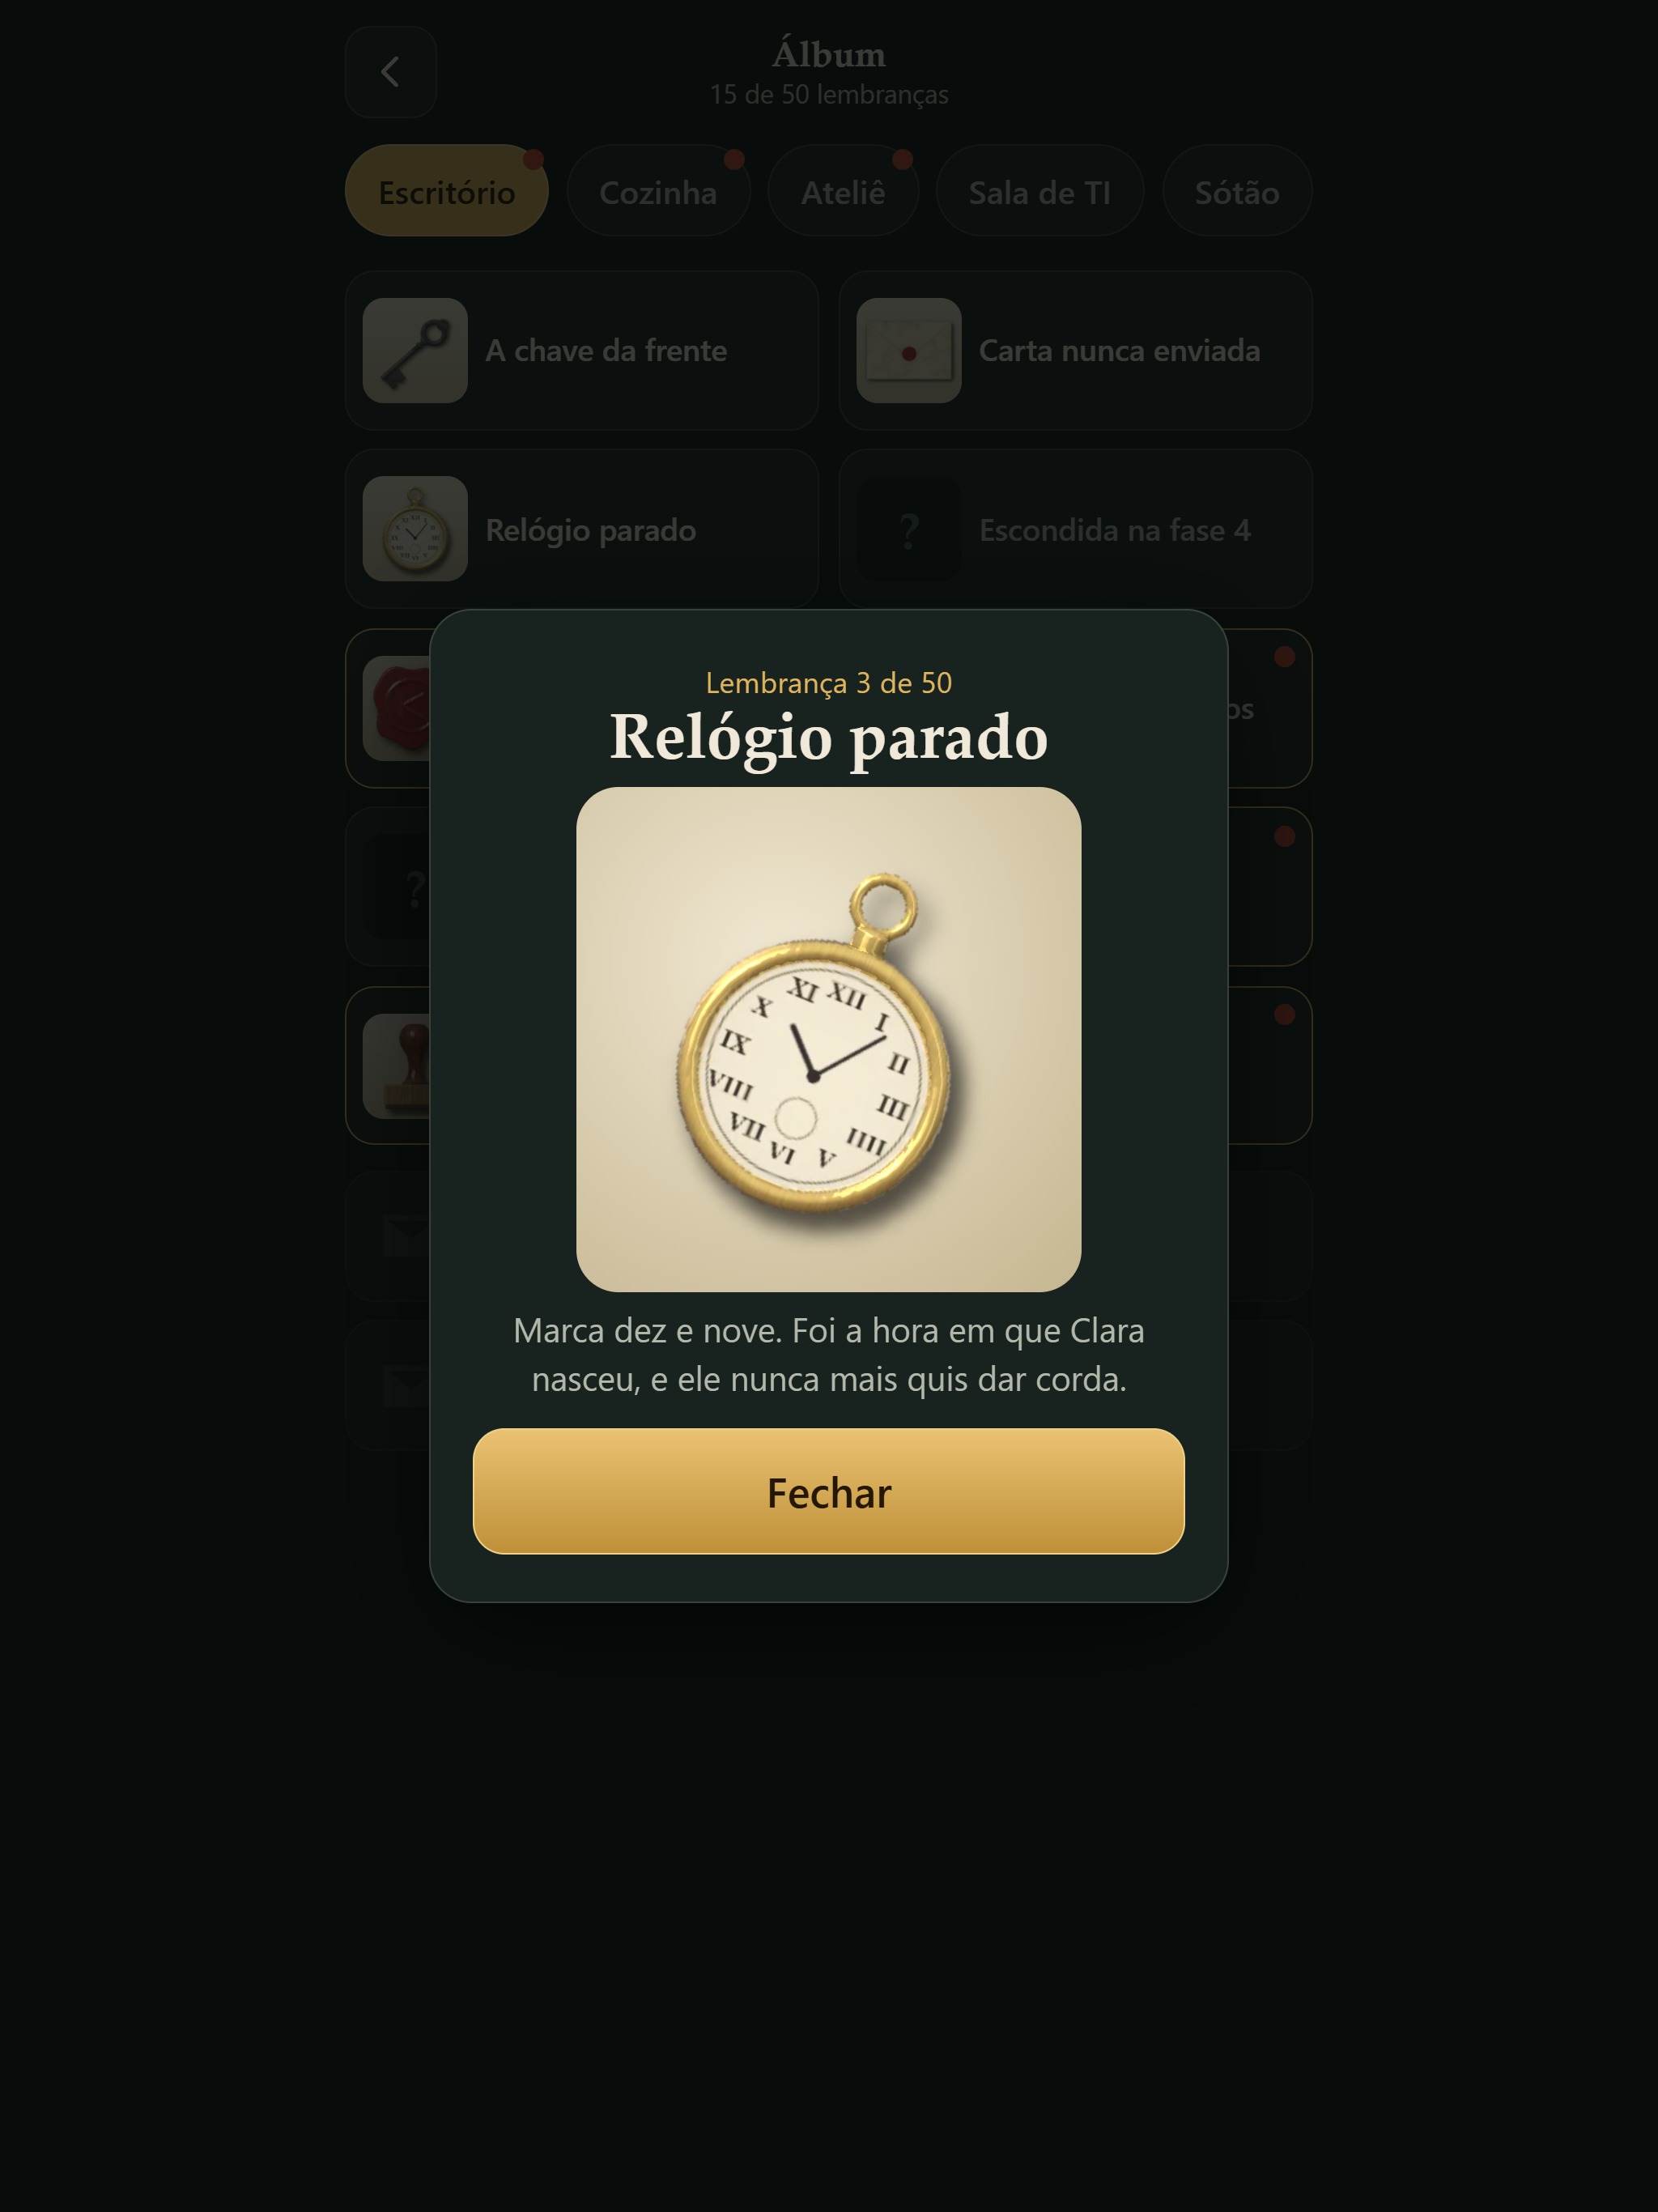 Álbum
15 de 50 lembranças
Escritório
Cozinha
Ateliê
Sala de TI
Sótão
A chave da frente
Carta nunca enviada
Relógio parado
?
Escondida na fase 4
os
?
Lembrança 3 de 50
Relógio parado
XII
I
II
III
IIII
V
VI
VII
VIII
IX
X
XI
Marca dez e nove. Foi a hora em que Clara
nasceu, e ele nunca mais quis dar corda.
Fechar